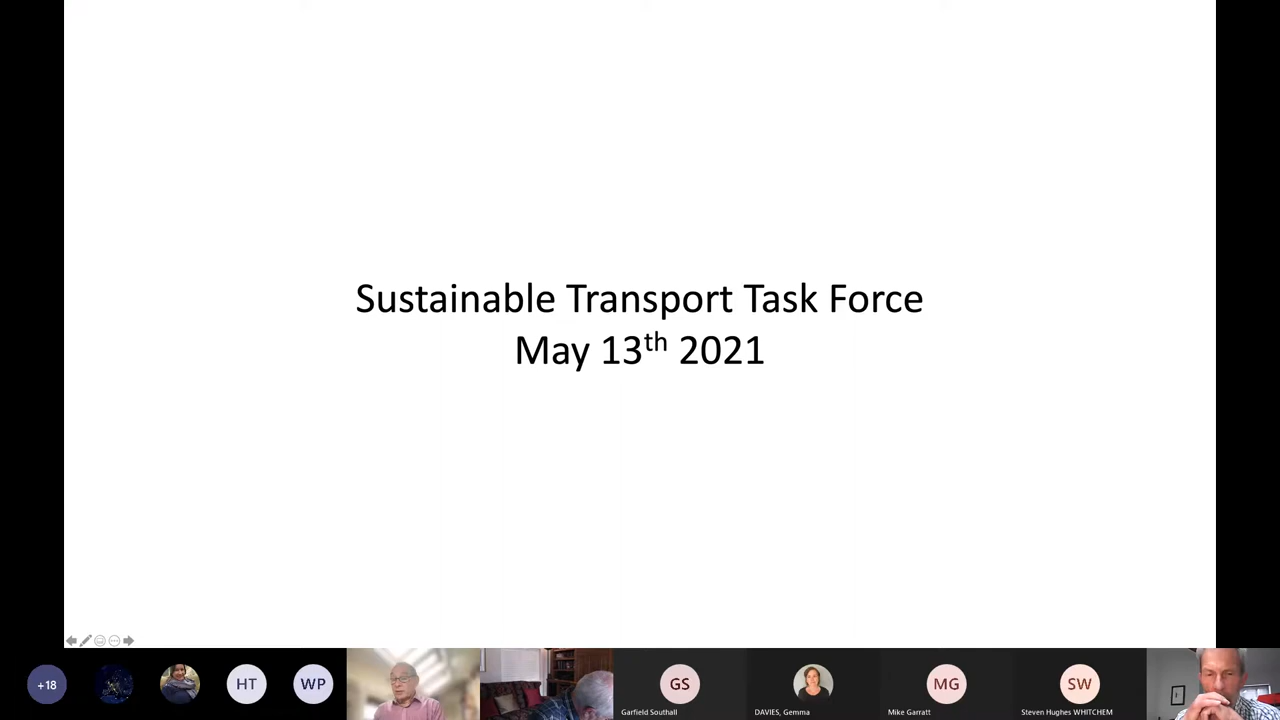 Sustainable Transport Task Force
May 13th 2021
+18
HT
WP
GS
Garfield Southall
DAVIES, Gemma
MG
Mike Garratt
SW
Steven Hughes WHITCHEM